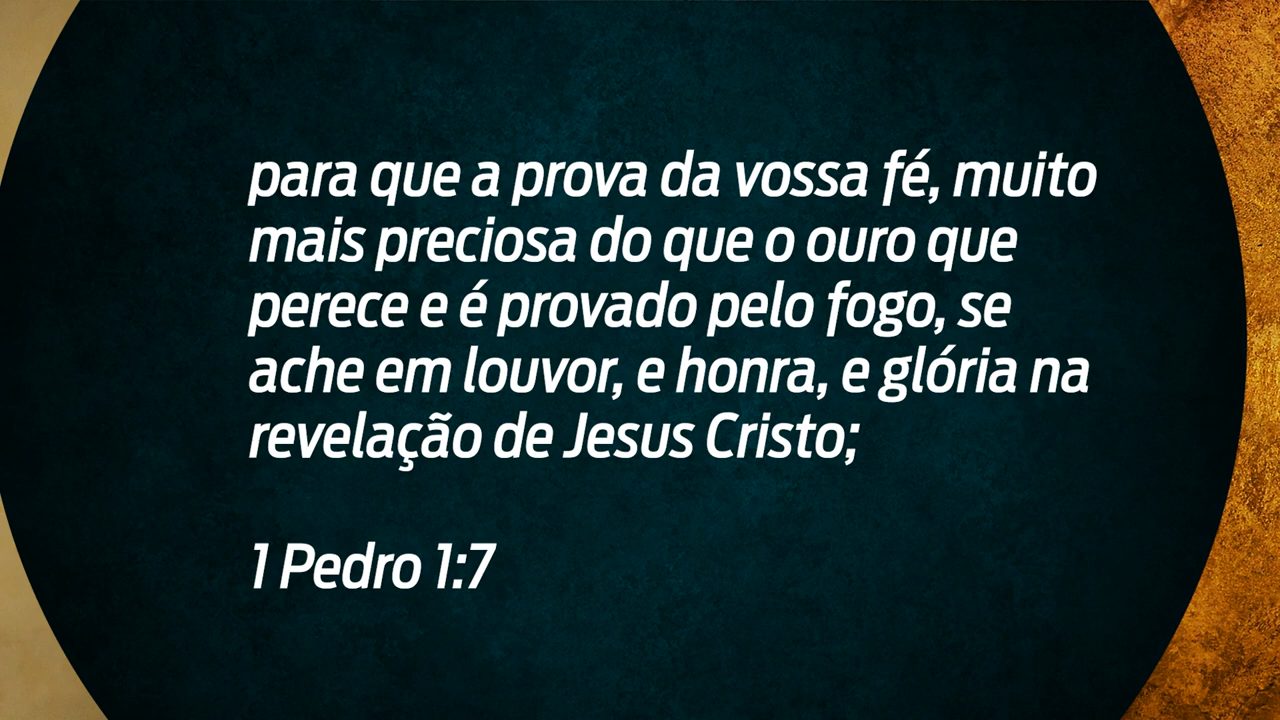 para que a prova da vossa fé, muito
mais preciosa do que o ouro que
perece e é provado pelo fogo, se
ache em louvor, e honra, e glória na
revelação de Jesus Cristo;
1 Pedro 1:7